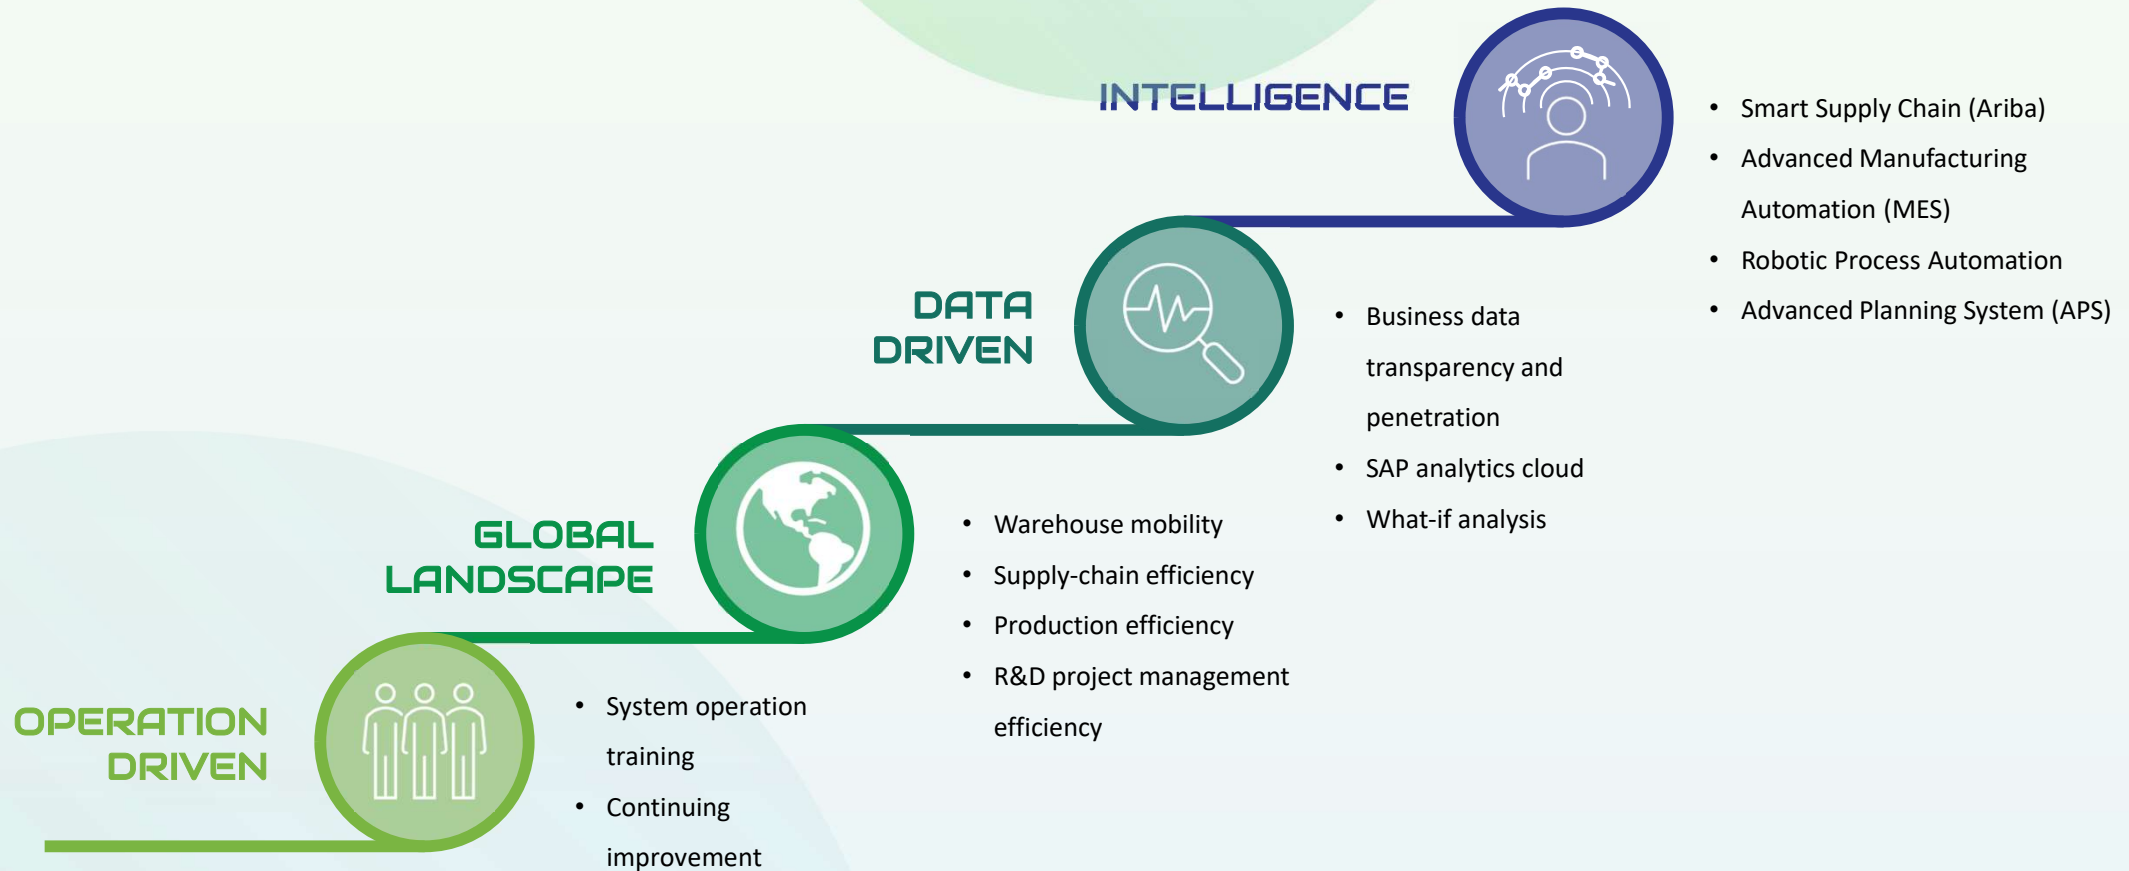 INTELLIGENCE
• Smart Supply Chain (Ariba)
• Advanced Manufacturing
Automation (MES)
• Robotic Process Automation
• Advanced Planning System (APS)
DATA
DRIVEN
• Business data
transparency and
penetration
• SAP analytics cloud
• What-if analysis
GLOBAL
LANDSCAPE
• Warehouse mobility
• Supply-chain efficiency
• Production efficiency
• R&D project management
efficiency
OPERATION
DRIVEN
• System operation
training
• Continuing
improvement